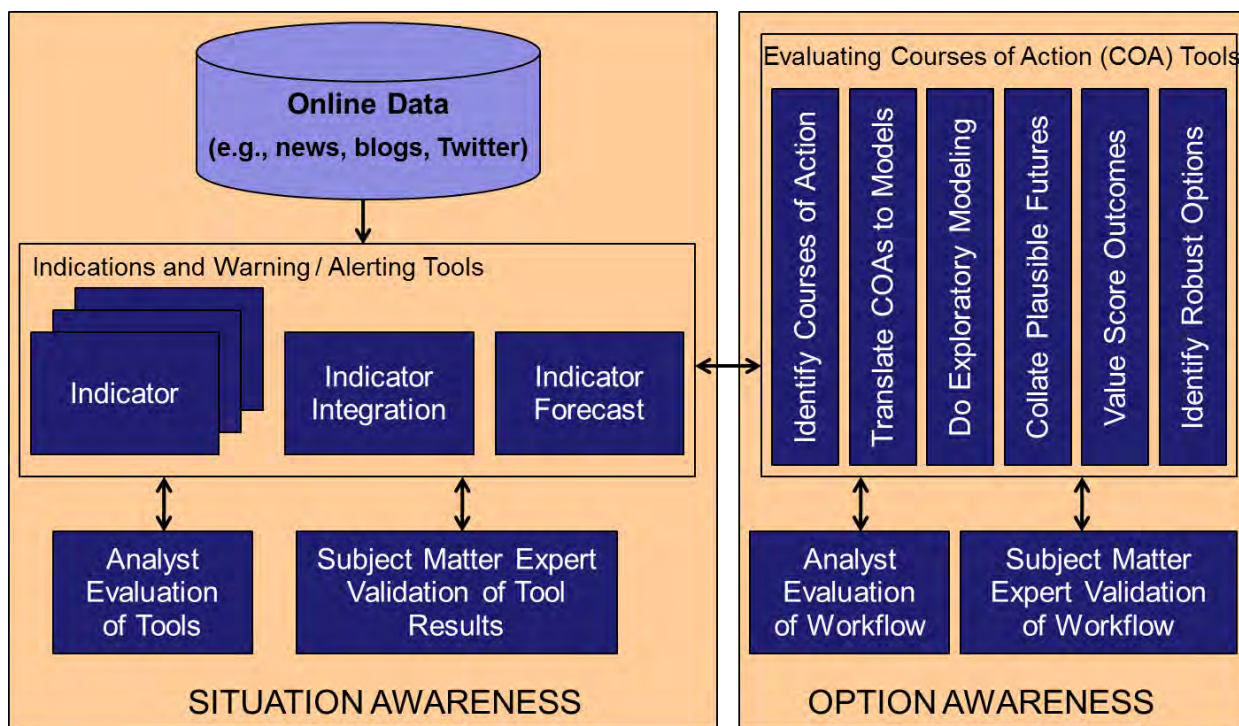 Online Data
(e.g., news, blogs, Twitter)
Indications and Warning / Alerting Tools
Indicator
Indicator
Integration
Indicator
Forecast
Analyst
Evaluation
of Tools
Subject Matter Expert
Validation of Tool
Results
SITUATION AWARENESS
Evaluating Courses of Action (COA) Tools
Identify Courses of Action
Translate COAs to Models
Do Exploratory Modeling
Collate Plausible Futures
Value Score Outcomes
Identify Robust Options
Analyst
Evaluation
of Workflow
Subject Matter
Expert Validation
of Workflow
OPTION AWARENESS